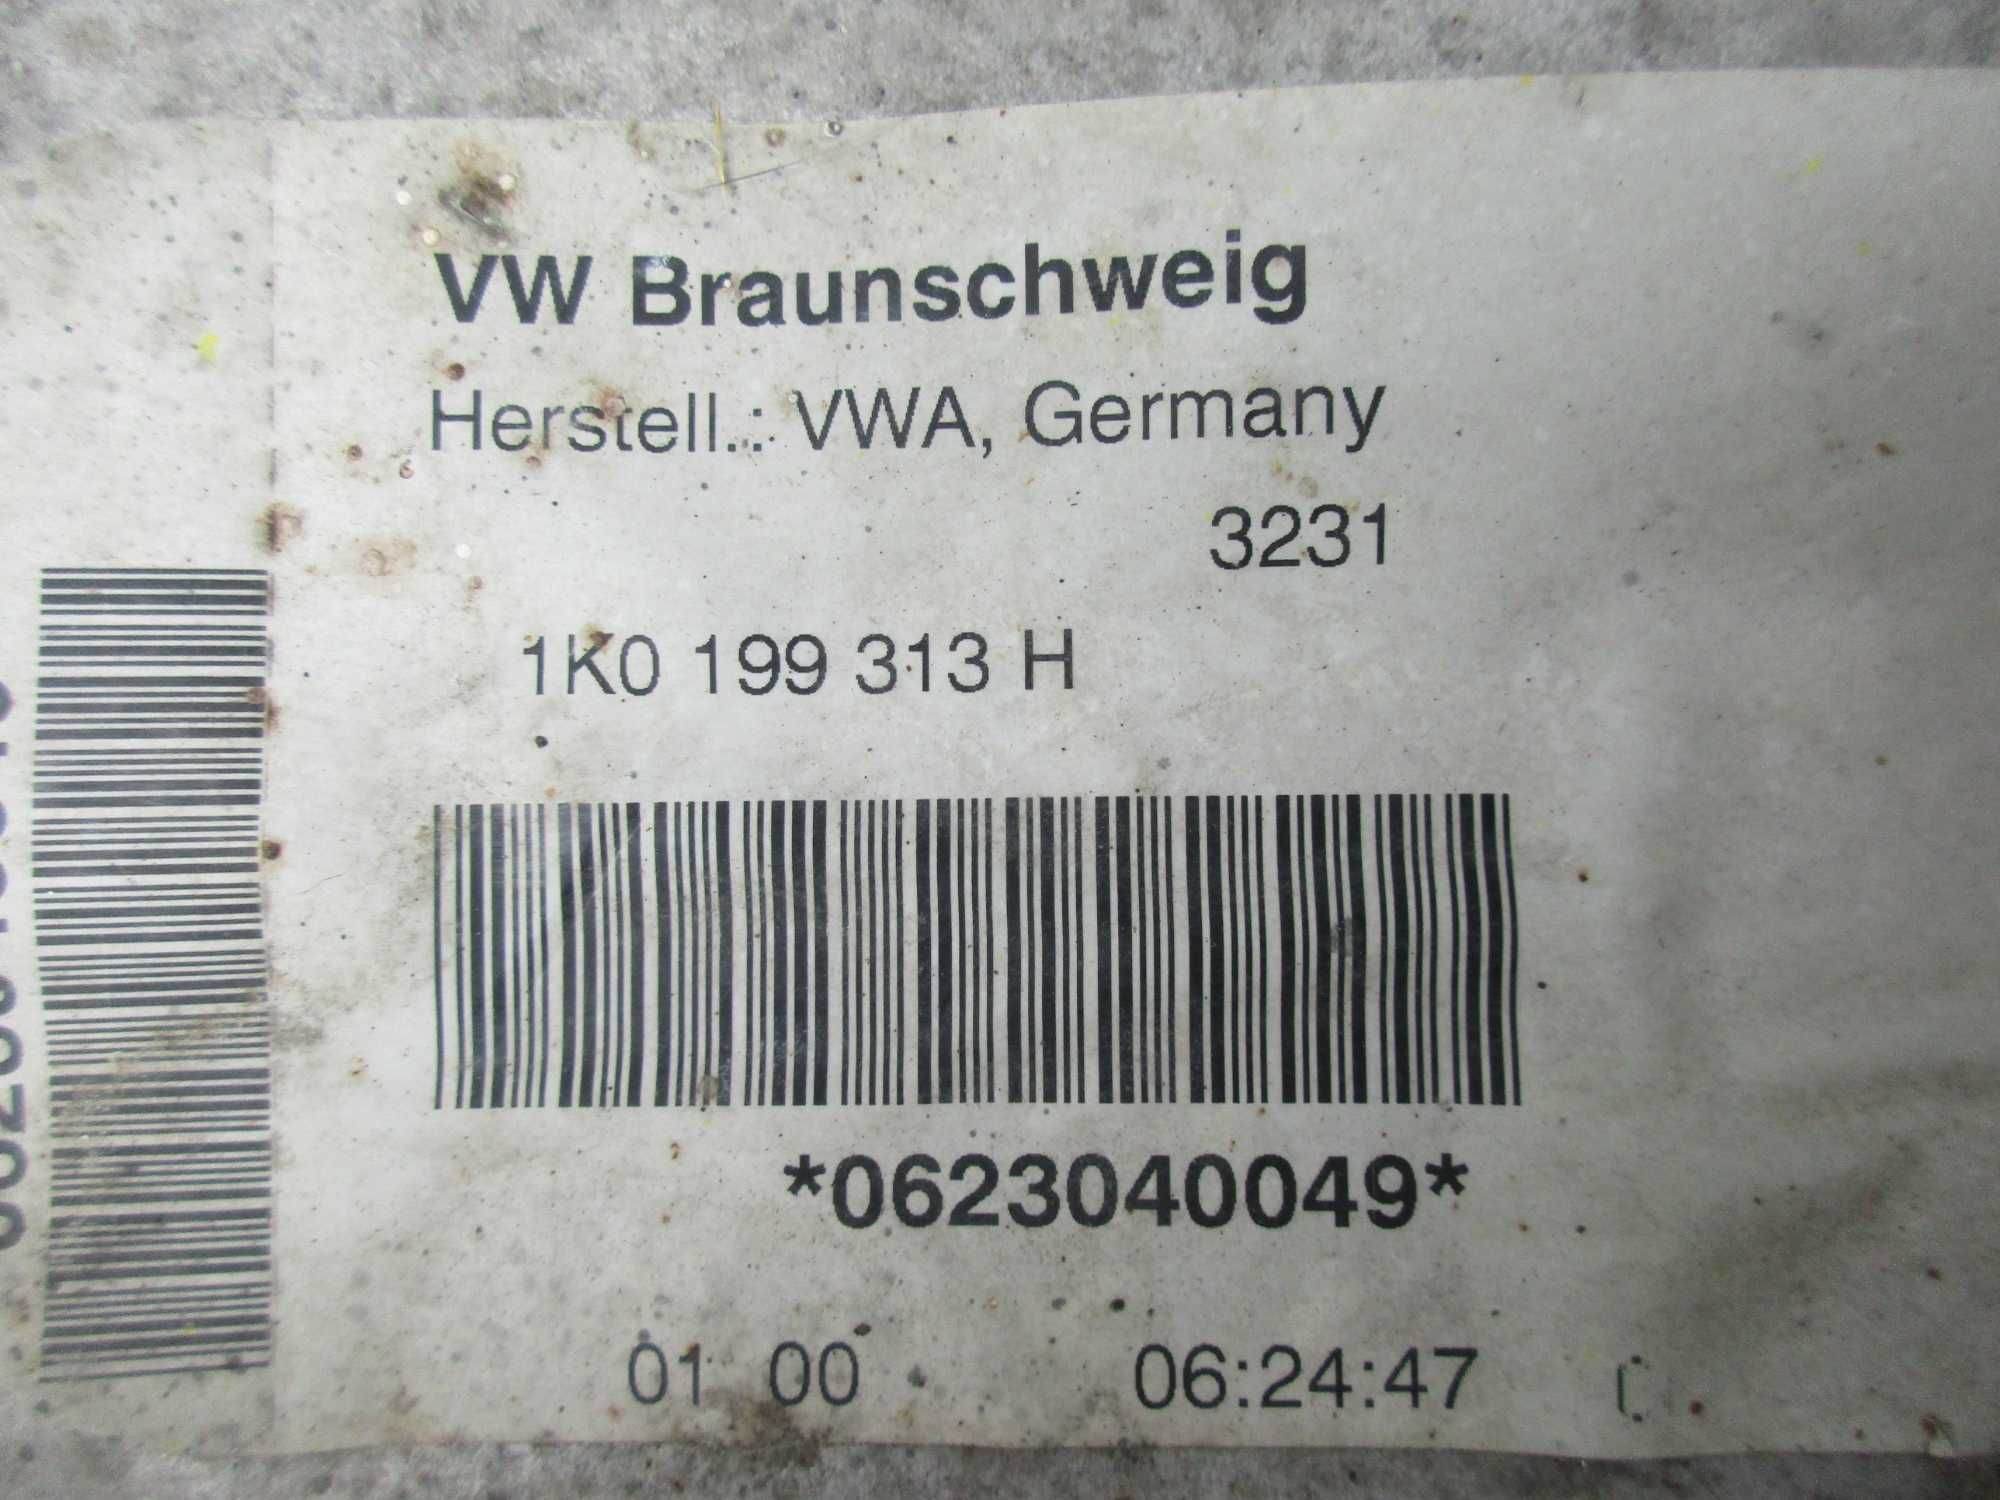 VW Braunschweig
Herstell.: VWA, Germany
3231
1K0 199 313 H
*0623040049*
01 00 06:24:47